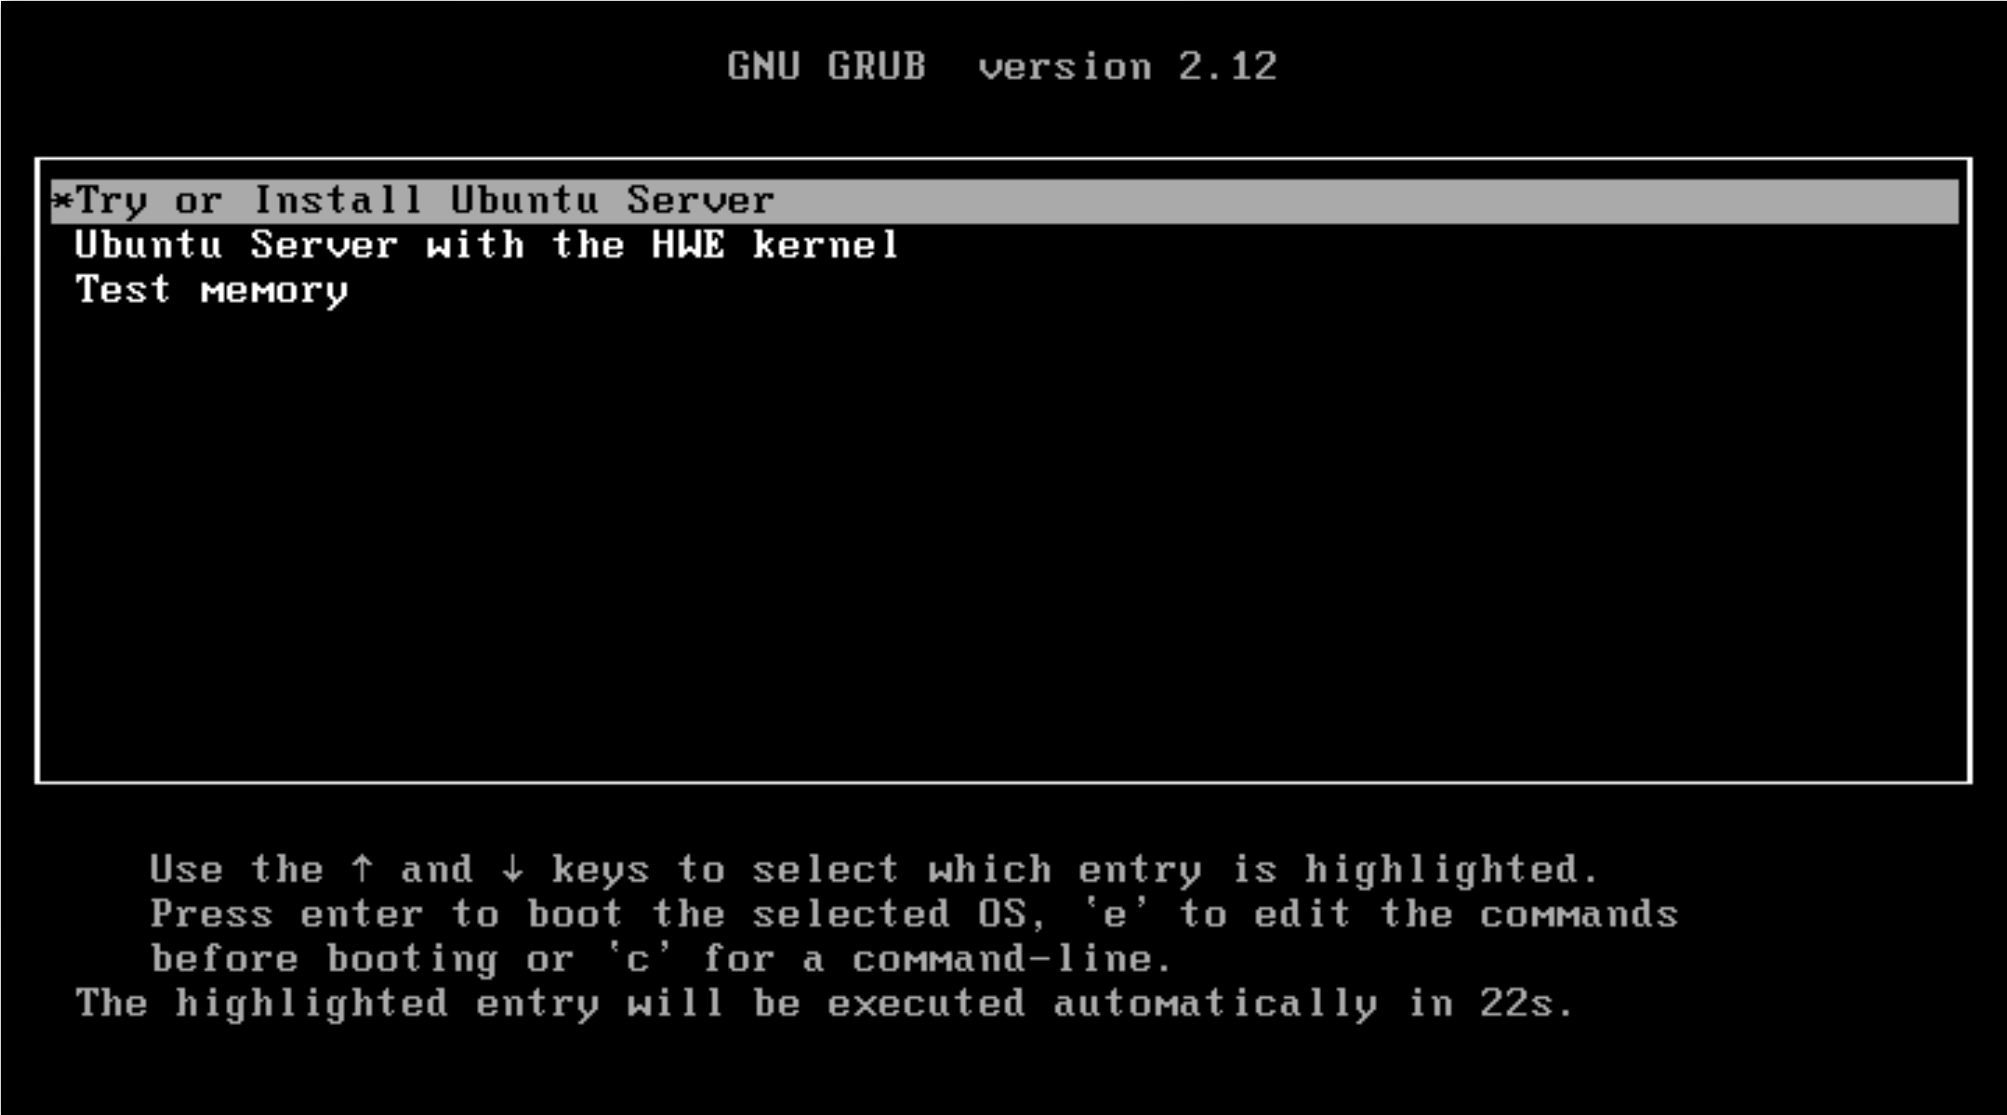 GNU GRUB  version 2.12
*Try or Install Ubuntu Server
Ubuntu Server with the HWE kernel
Test memory
Use the ↑ and ↓ keys to select which entry is highlighted.
Press enter to boot the selected OS, `e' to edit the commands
before booting or `c' for a command-line.
The highlighted entry will be executed automatically in 22s.